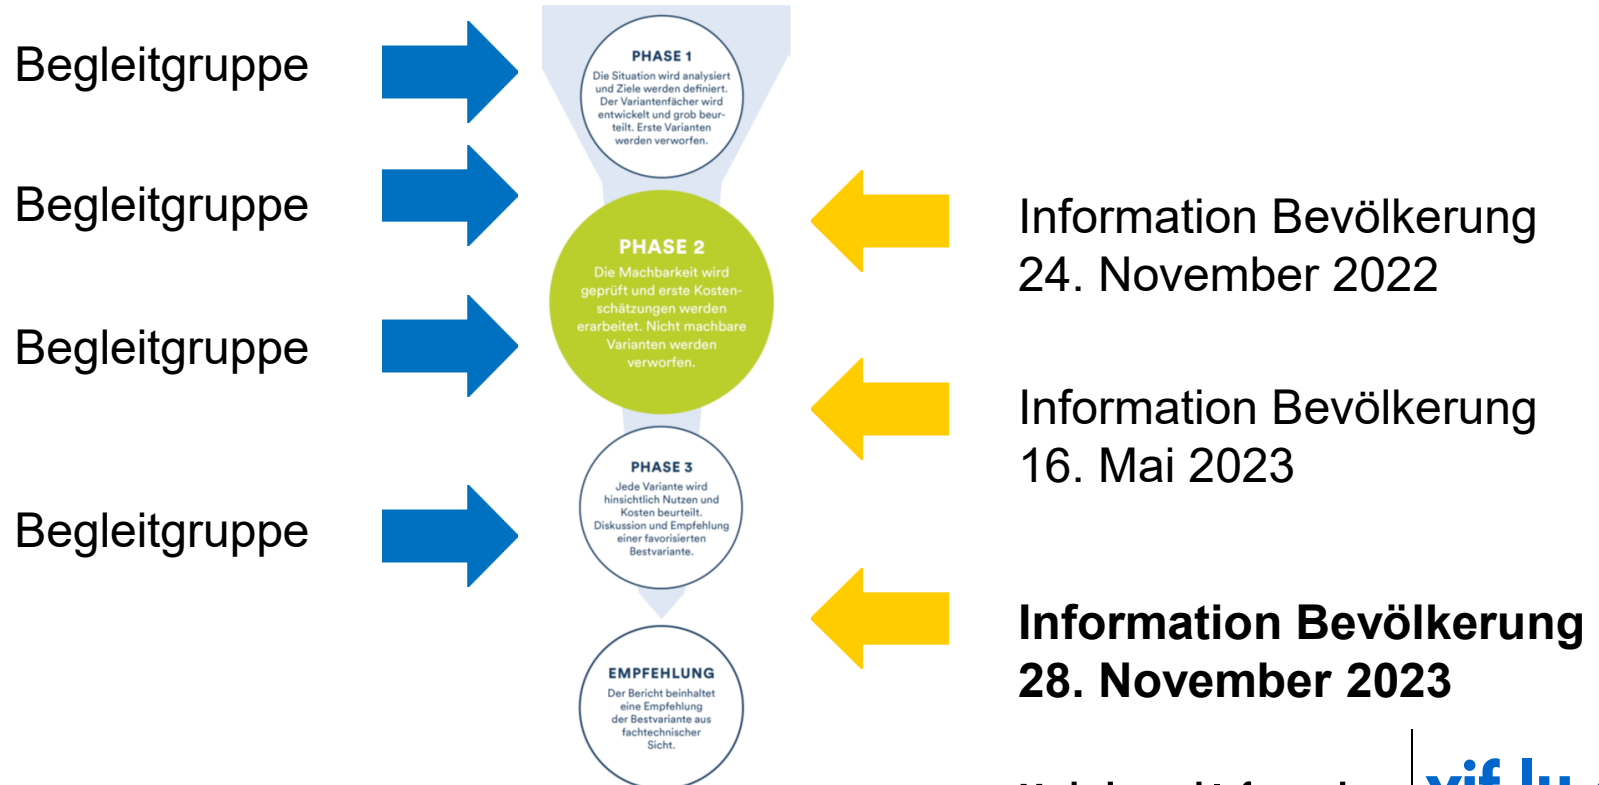 Begleitgruppe
PHASE 1
Die Situation wird analysiert
und Ziele werden definiert.
Der Variantenfächer wird
entwickelt und grob beur-
teilt. Erste Varianten
werden verworfen.
Begleitgruppe
Information Bevölkerung
24. November 2022
PHASE 2
Die Machbarkeit wird
geprüft und erste Kosten-
schätzungen werden
erarbeitet. Nicht machbare
Varianten werden
verworfen.
Begleitgruppe
Information Bevölkerung
16. Mai 2023
PHASE 3
Jede Variante wird
hinsichtlich Nutzen und
Kosten beurteilt.
Diskussion und Empfehlung
einer favorisierten
Bestvariante.
Begleitgruppe
Information Bevölkerung
28. November 2023
EMPFEHLUNG
Der Bericht beinhaltet
eine Empfehlung
der Bestvariante aus
fachtechnischer
Sicht.